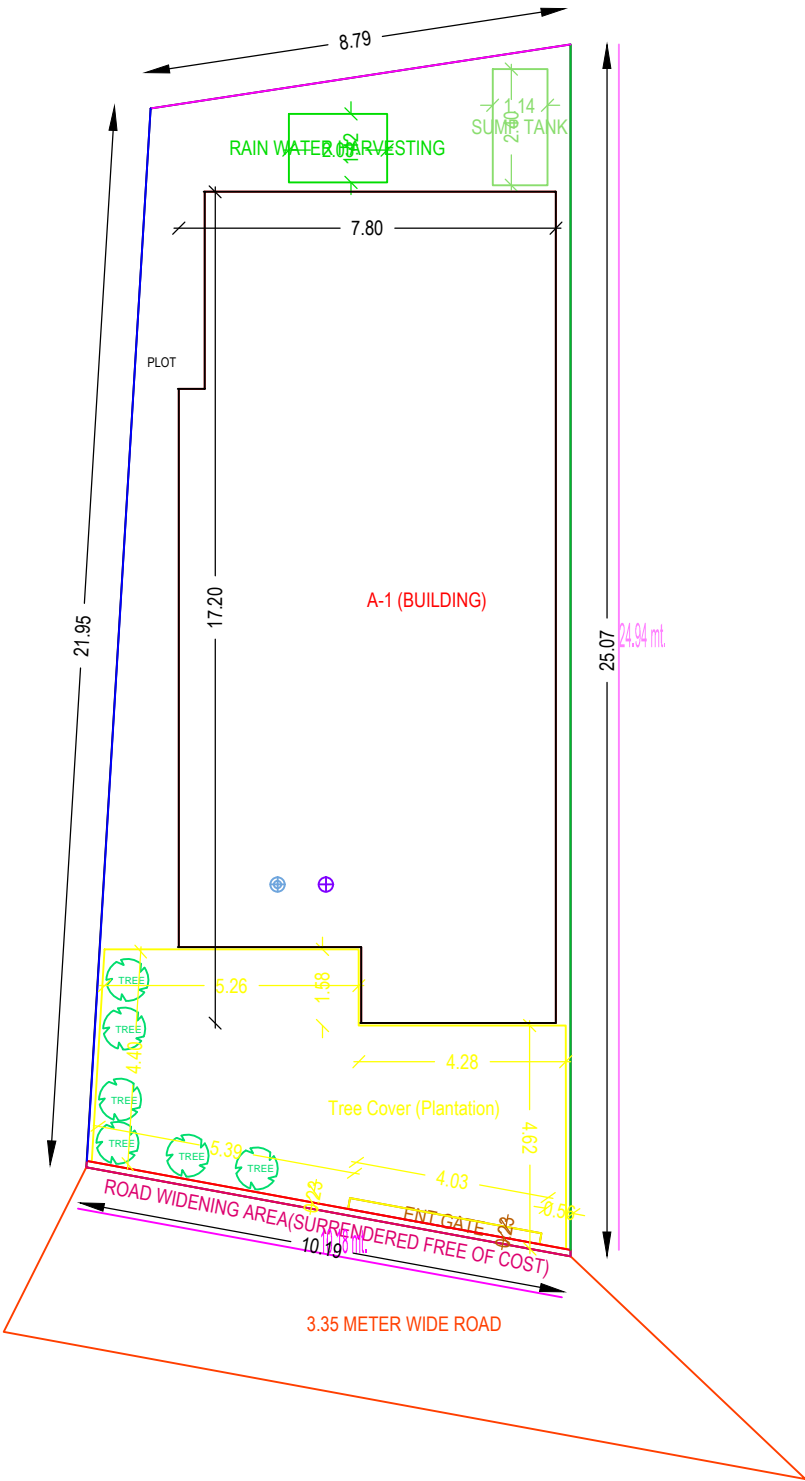 8.79
1.14
SUMP TANK
RAIN WATER HARVESTING
7.80
PLOT
A-1 (BUILDING)
17.20
21.95
25.07
24.94 mt.
TREE
5.26
1.58
TREE
4.28
TREE
Tree Cover (Plantation)
4.62
TREE
5.39
TREE
TREE
4.03
0.23
ENT GATE
ROAD WIDENING AREA(SURRENDERED FREE OF COST)
10.19
3.35 METER WIDE ROAD